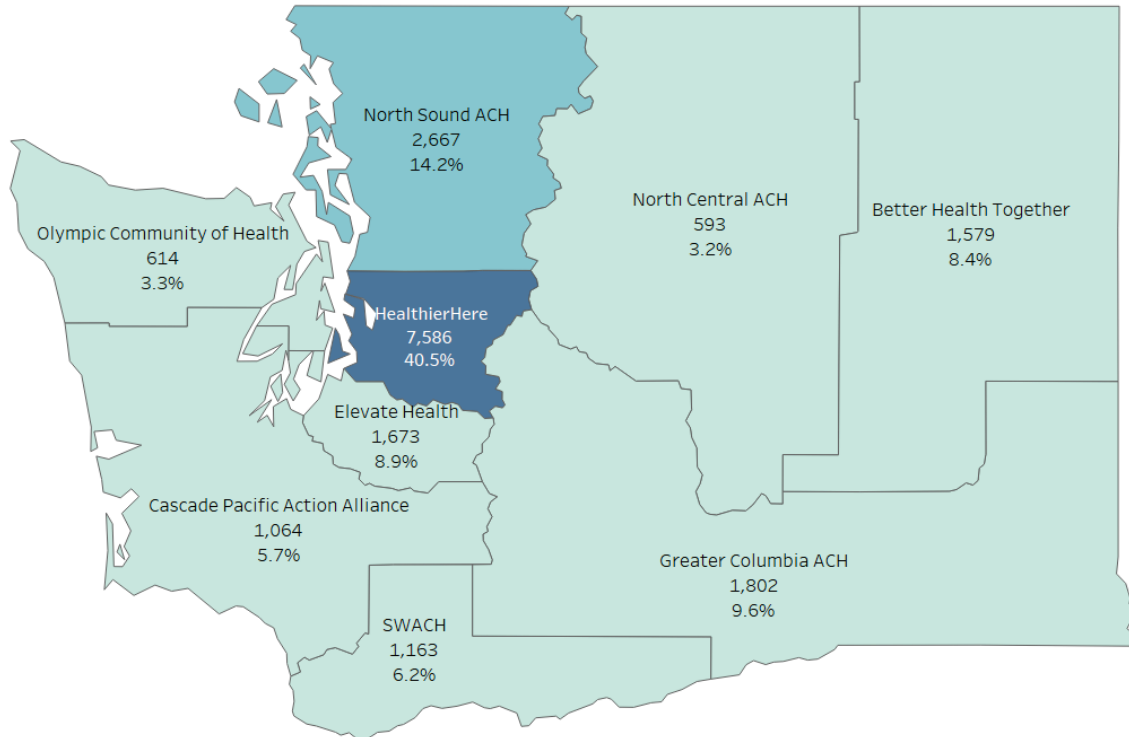 North Sound ACH
2,667
14.2%
North Central ACH
593
3.2%
Better Health Together
1,579
8.4%
Olympic Community of Health
614
3.3%
HealthierHere
7,586
40.5%
Elevate Health
1,673
8.9%
Cascade Pacific Action Alliance
1,064
5.7%
Greater Columbia ACH
1,802
9.6%
SWACH
1,163
6.2%